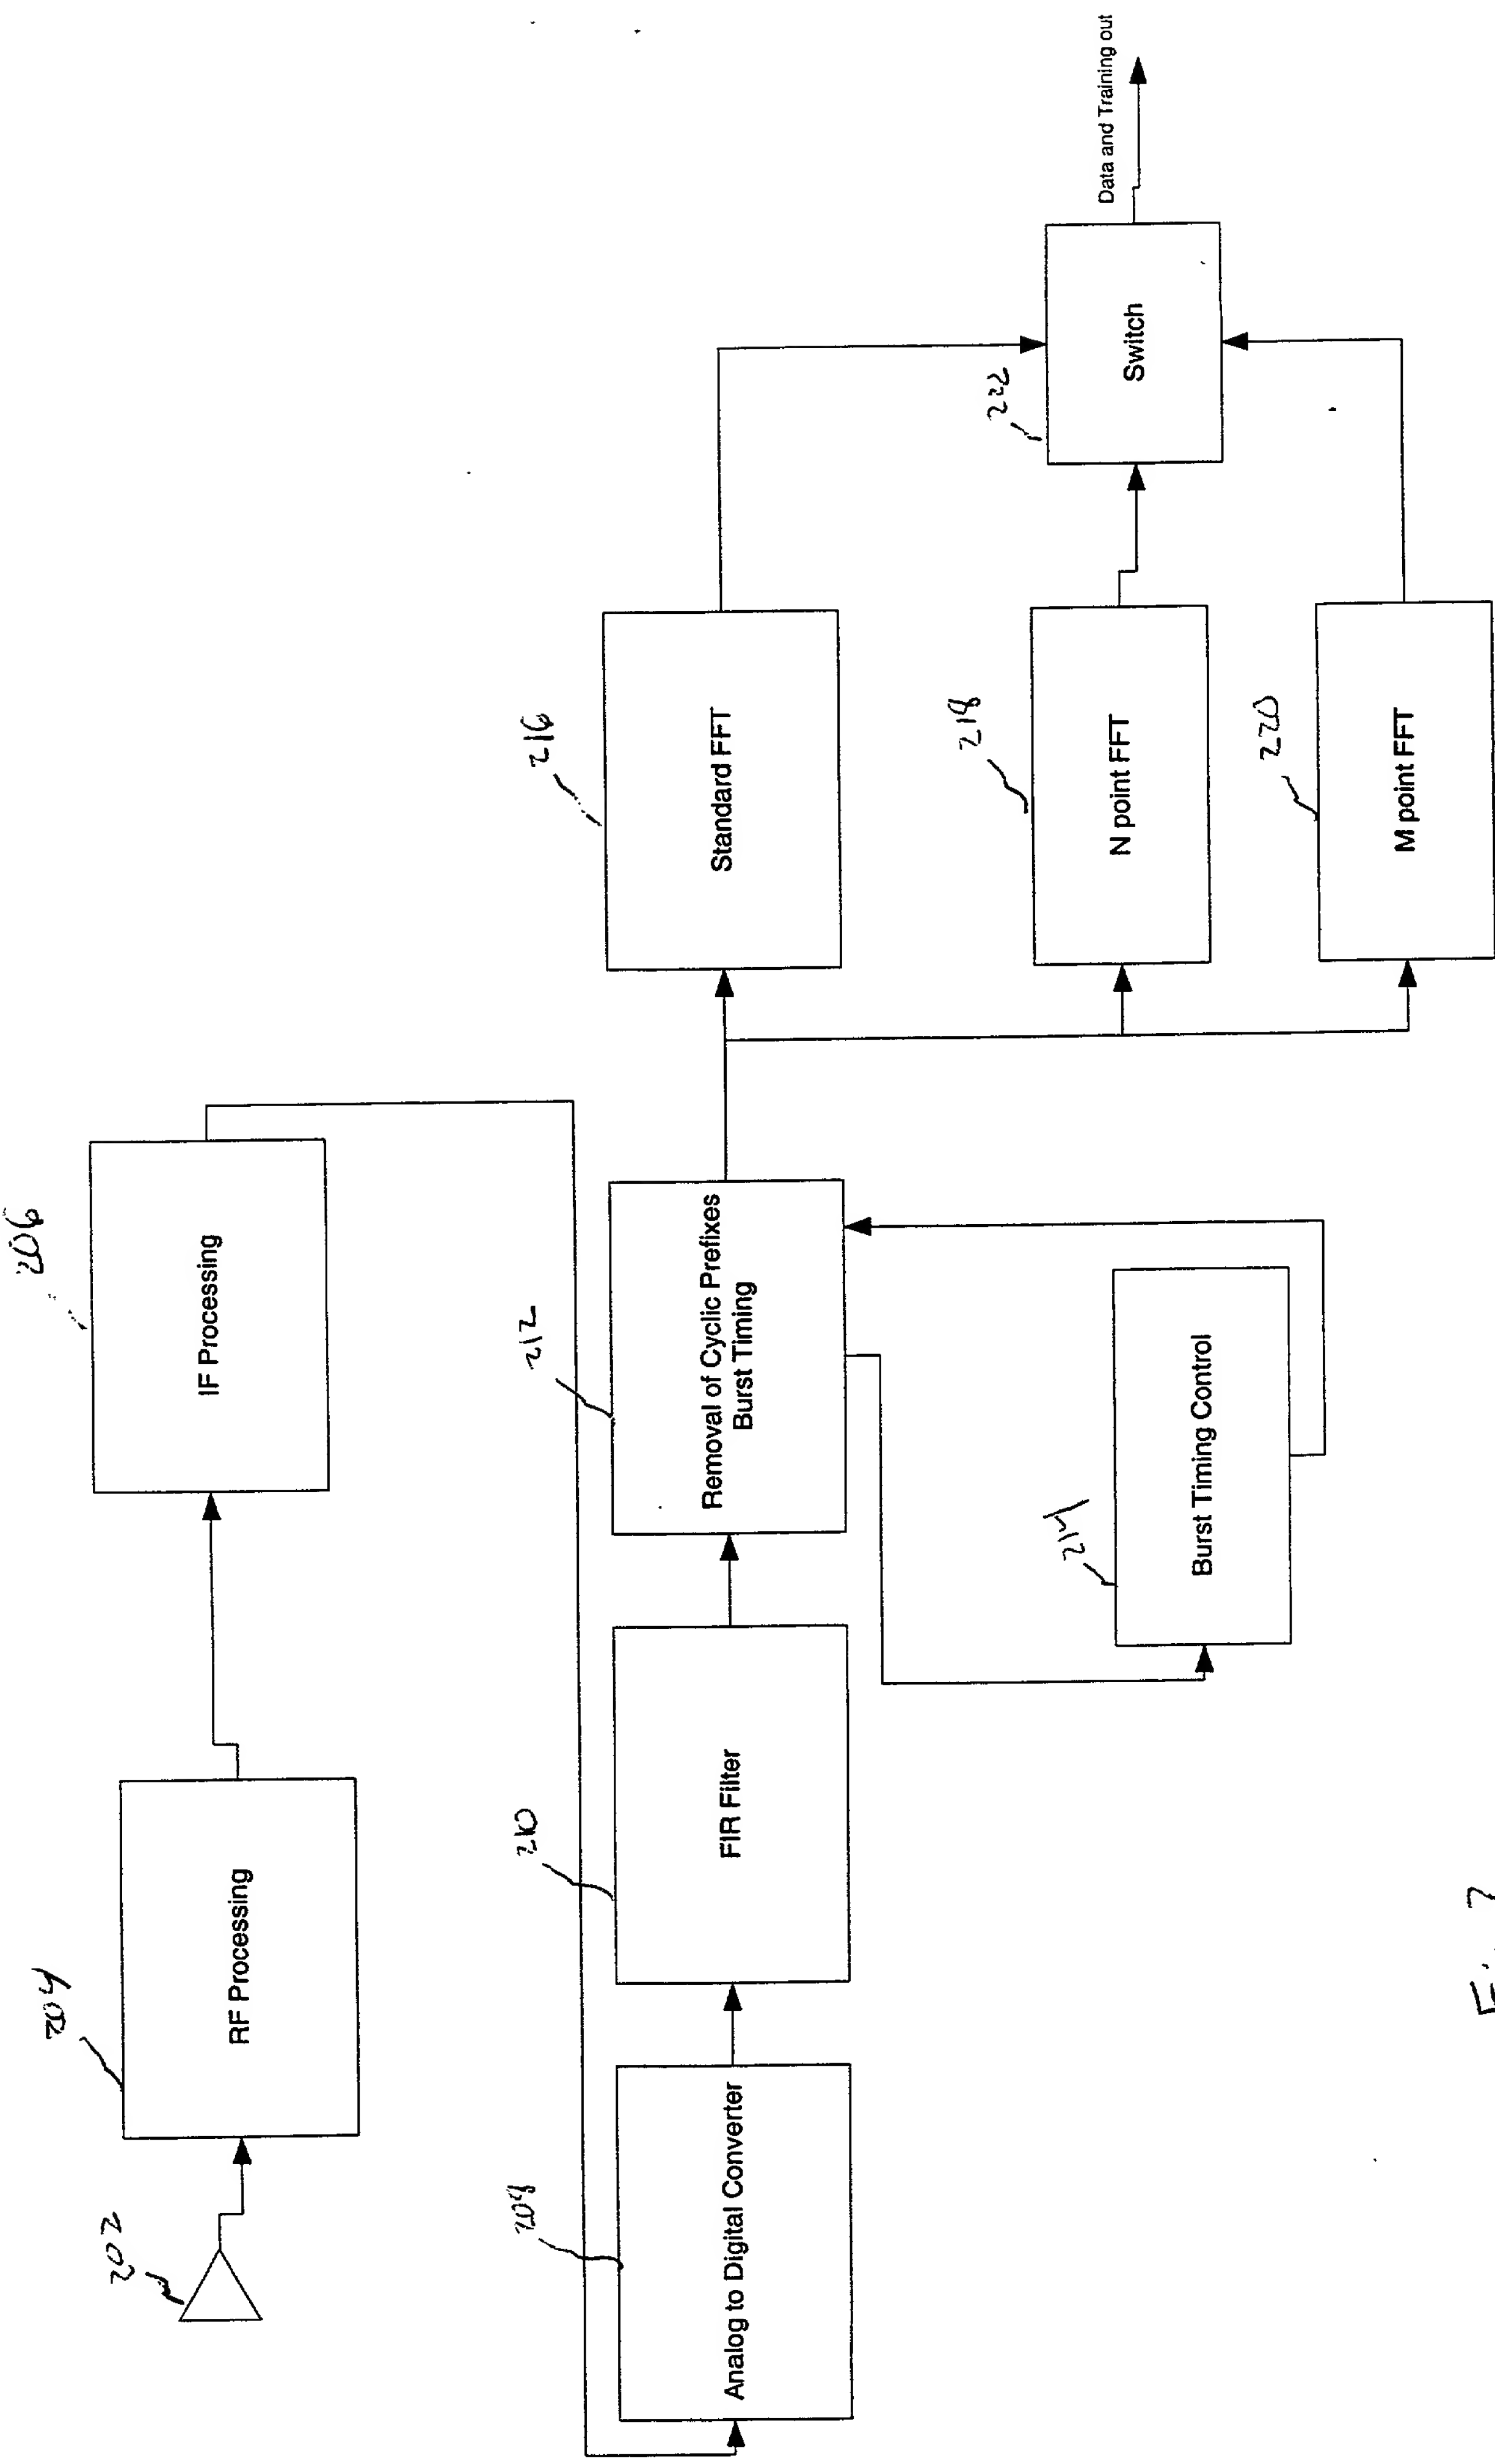 202
204
RF Processing
206
IF Processing
208
Analog to Digital Converter
210
FIR Filter
212
Removal of Cyclic Prefixes
Burst Timing
214
Burst Timing Control
216
Standard FFT
218
N point FFT
220
M point FFT
222
Switch
Data and Training out